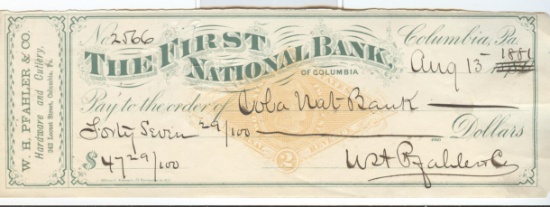 W. H. PFAHLER & CO.
Hardware and Cutlery,
No. 2566
Columbia, Pa.
THE FIRST
NATIONAL BANK,
OF COLUMBIA
Aug 13 1881
Pay to the order of Cola Nat Bank
Forty Seven 29/100 Dollars
$ 47 29/100
2
W H Pfahler & Co